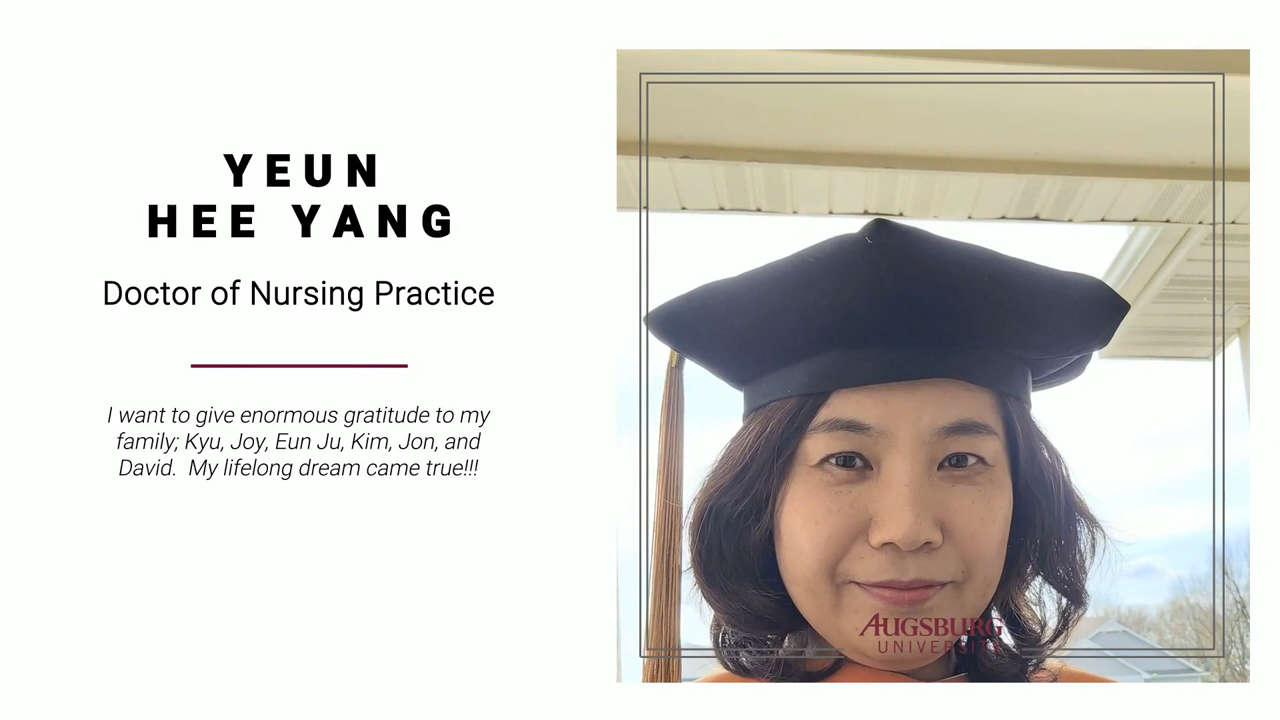 YEUN
HEE YANG
Doctor of Nursing Practice
I want to give enormous gratitude to my
family; Kyu, Joy, Eun Ju, Kim, Jon, and
David.  My lifelong dream came true!!!
AUGSBURG
UNIVERSITY